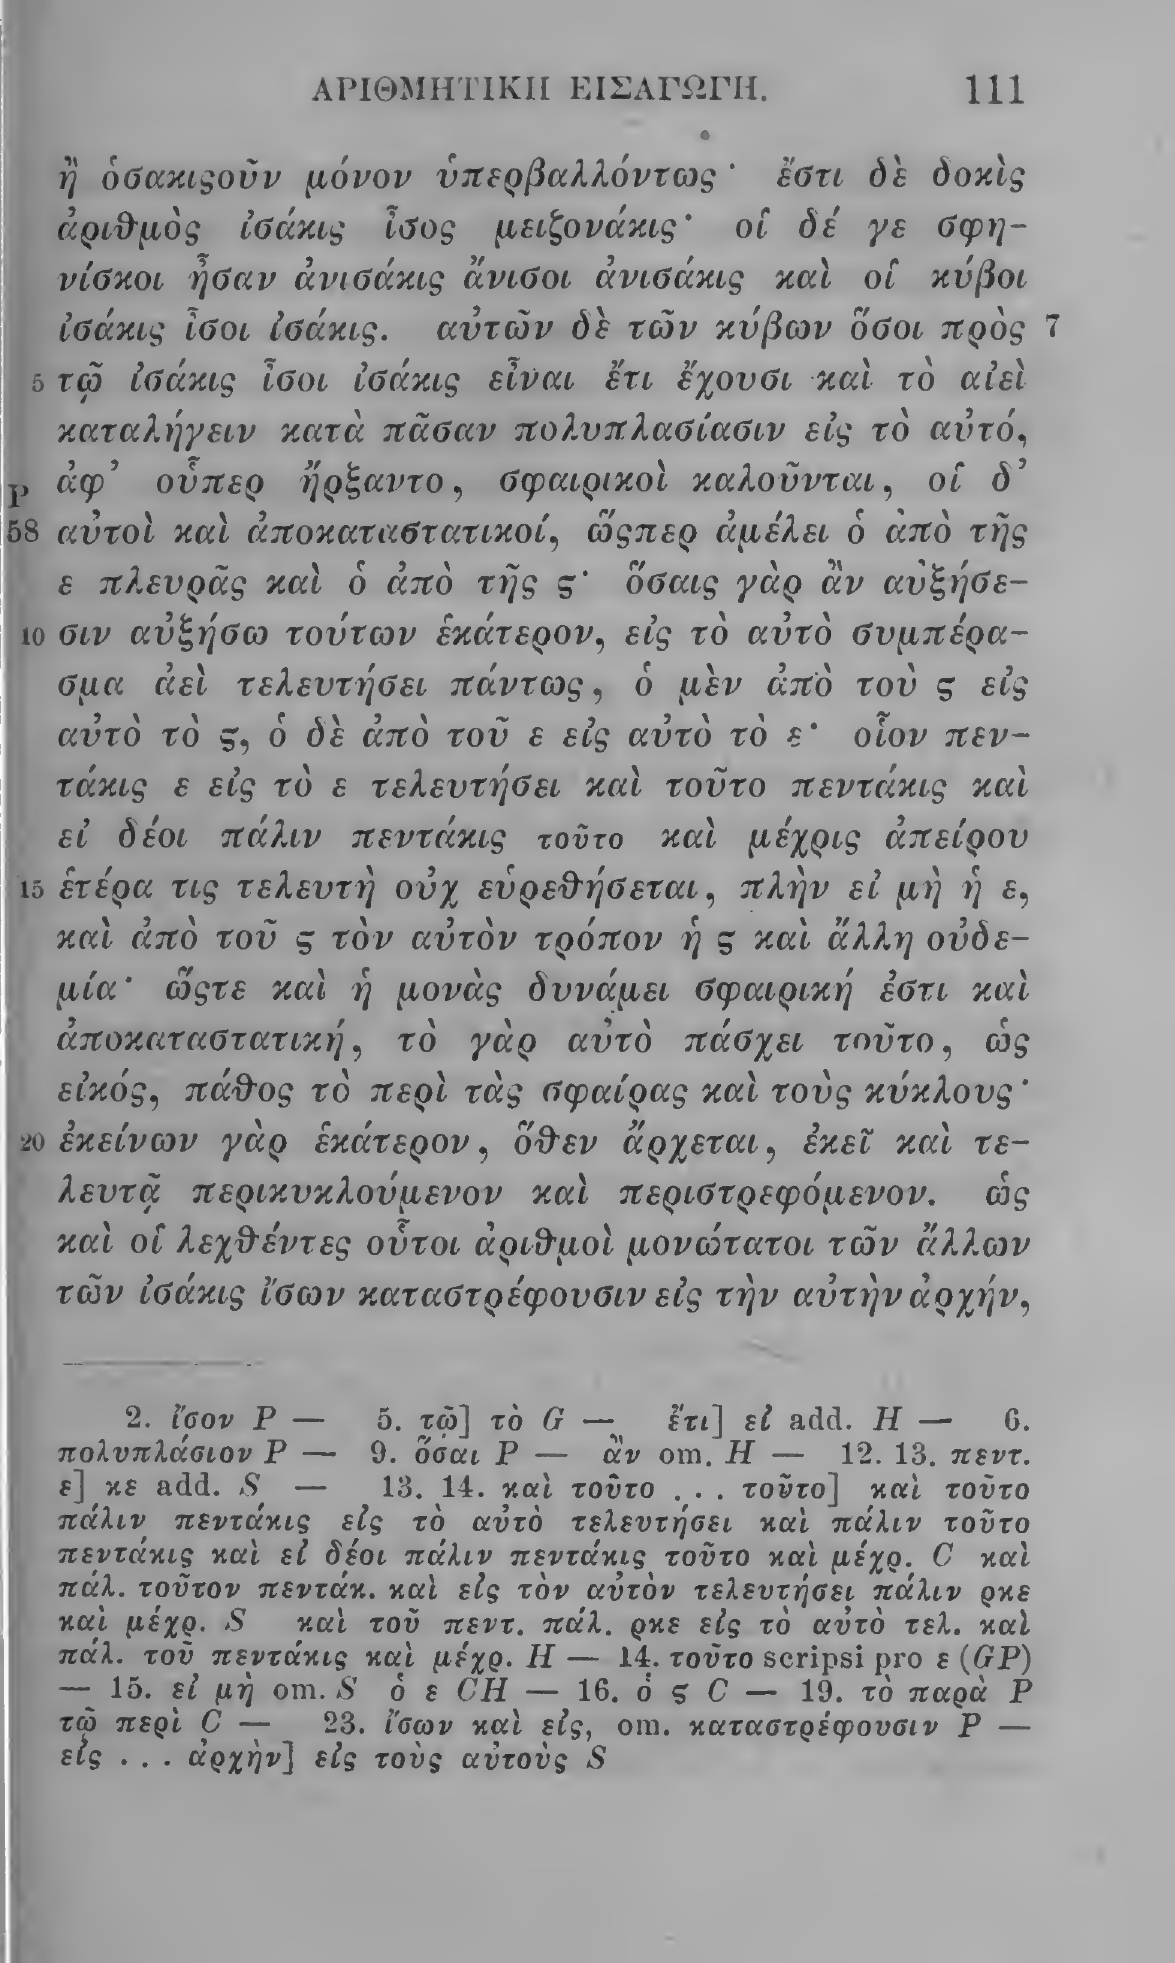 ΑΡΙΘΜΗΤΙΚΗ ΕΙΣΑΓΩΓΗ. 111
ἢ ὁσακιςοῦν μόνον ὑπερβαλλόντως· ἔστι δὲ δοκὶς
ἀριθμὸς ἰσάκις ἶσος μειζονάκις· οἱ δέ γε σφη-
νίσκοι ἦσαν ἀνισάκις ἄνισοι ἀνισάκις καὶ οἱ κύβοι
ἰσάκις ἶσοι ἰσάκις. αὐτῶν δὲ τῶν κύβων ὅσοι πρὸς 7
5 τῷ ἰσάκις ἶσοι ἰσάκις εἶναι ἔτι ἔχουσι καὶ τὸ αἰεὶ
καταλήγειν κατὰ πᾶσαν πολυπλασίασιν εἰς τὸ αὐτό,
p ἀφ’ οὗπερ ἤρξαντο, σφαιρικοὶ καλοῦνται, οἱ δ’
58 αὐτοὶ καὶ ἀποκαταστατικοί, ὥςπερ ἀμέλει ὁ ἀπὸ τῆς
ε πλευρᾶς καὶ ὁ ἀπὸ τῆς ϛ· ὅσαις γὰρ ἂν αὐξήσε-
10 σιν αὐξήσω τούτων ἑκάτερον, εἰς τὸ αὐτὸ συμπέρα-
σμα ἀεὶ τελευτήσει πάντως, ὁ μὲν ἀπὸ τοῦ ϛ εἰς
αὐτὸ τὸ ϛ, ὁ δὲ ἀπὸ τοῦ ε εἰς αὐτὸ τὸ ε· οἷον πεν-
τάκις ε εἰς τὸ ε τελευτήσει καὶ τοῦτο πεντάκις καὶ
εἰ δέοι πάλιν πεντάκις τοῦτο καὶ μέχρις ἀπείρου
15 ἑτέρα τις τελευτὴ οὐχ εὑρεθήσεται, πλὴν εἰ μὴ ἡ ε,
καὶ ἀπὸ τοῦ ϛ τὸν αὐτὸν τρόπον ἡ ϛ καὶ ἄλλη οὐδε-
μία· ὥςτε καὶ ἡ μονὰς δυνάμει σφαιρική ἐστι καὶ
ἀποκαταστατική, τὸ γὰρ αὐτὸ πάσχει τοῦτο, ὡς
εἰκός, πάθος τὸ περὶ τὰς σφαίρας καὶ τοὺς κύκλους·
20 ἐκείνων γὰρ ἑκάτερον, ὅθεν ἄρχεται, ἐκεῖ καὶ τε-
λευτᾷ περικυκλούμενον καὶ περιστρεφόμενον. ὡς
καὶ οἱ λεχθέντες οὗτοι ἀριθμοὶ μονώτατοι τῶν ἄλλων
τῶν ἰσάκις ἴσων καταστρέφουσιν εἰς τὴν αὐτὴν ἀρχήν,
2. ἴσον P — 5. τῷ] τὸ G — ἔτι] εἰ add. H — 6.
πολυπλάσιον P — 9. ὅσαι P — ἂν om. H — 12. 13. πεντ.
ε] κε add. S — 13. 14. καὶ τοῦτο . . . τοῦτο] καὶ τοῦτο
πάλιν πεντάκις εἰς τὸ αὐτὸ τελευτήσει καὶ πάλιν τοῦτο
πεντάκις καὶ εἰ δέοι πάλιν πεντάκις τοῦτο καὶ μέχρ. C καὶ
πάλ. τοῦτον πεντάκ. καὶ εἰς τὸν αὐτὸν τελευτήσει πάλιν ρκε
καὶ μέχρ. S καὶ τοῦ πεντ. πάλ. ρκε εἰς τὸ αὐτὸ τελ. καὶ
πάλ. τοῦ πεντάκις καὶ μέχρ. H — 14. τοῦτο scripsi pro ε (GP)
— 15. εἰ μὴ om. S ὁ ε CH — 16. ὁ ϛ C — 19. τὸ παρὰ P
τῷ περὶ C — 23. ἴσων καὶ εἰς, om. καταστρέφουσιν P —
εἰς . . . ἀρχὴν] εἰς τοὺς αὐτοὺς S